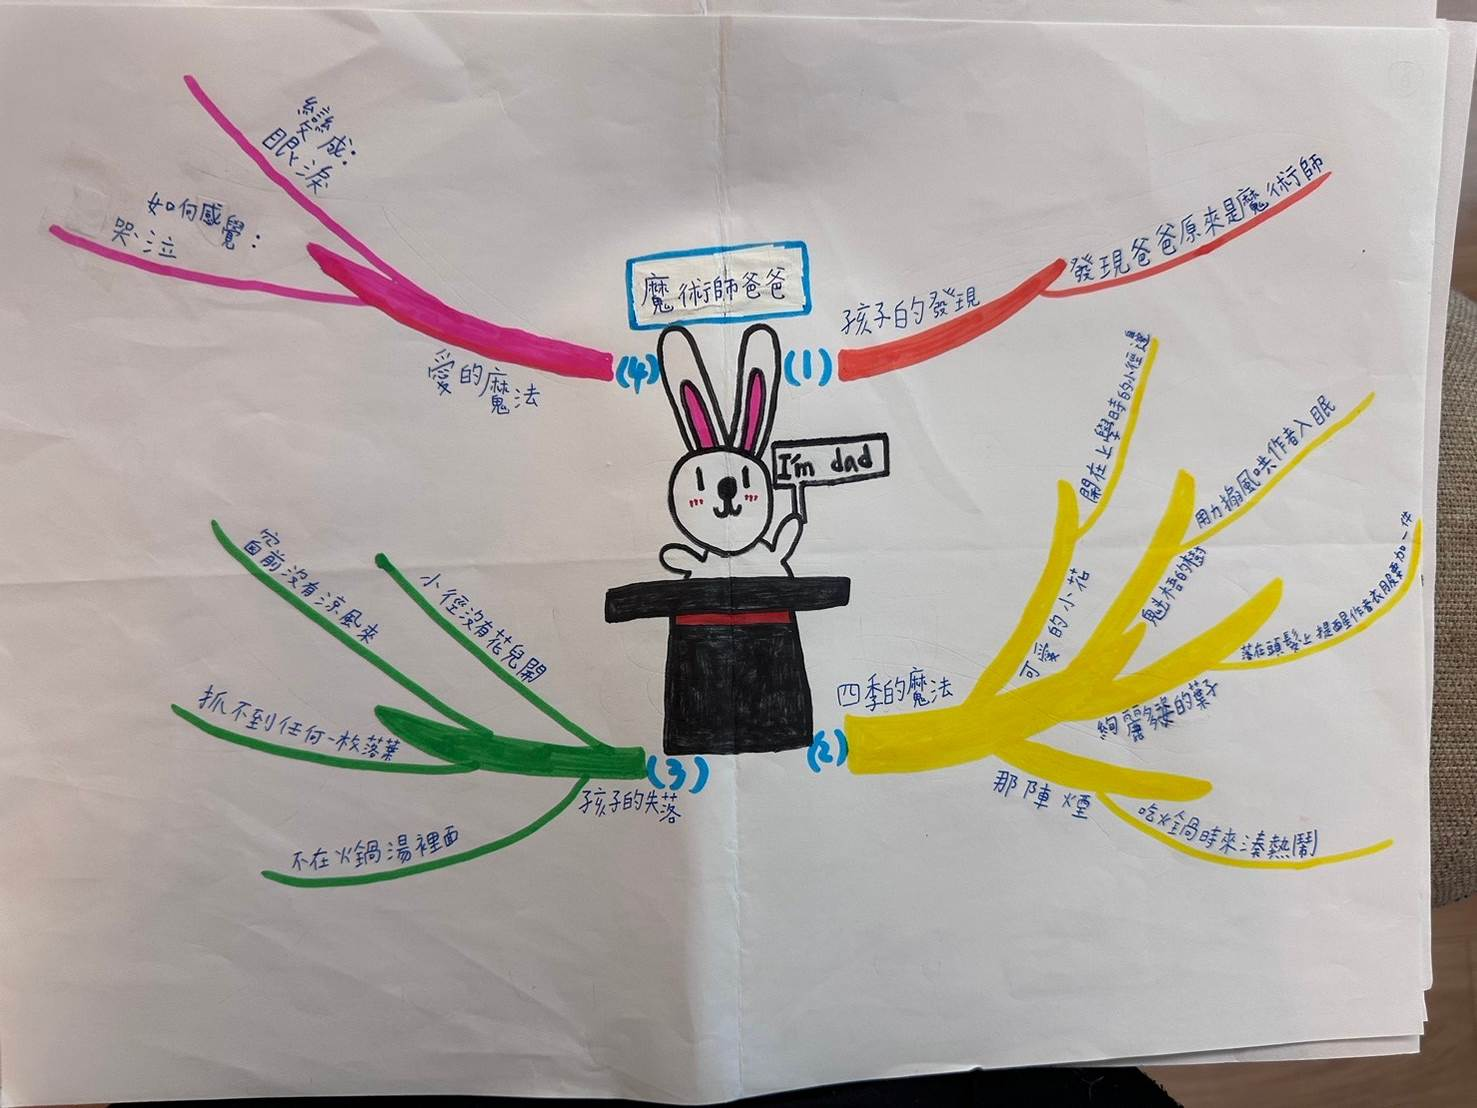 魔術師爸爸
I'm dad
(1)
孩子的發現
發現爸爸原來是魔術師
(2)
四季的魔法
可愛的小花
開在上學時的小徑邊
魁梧的樹
用力搧風哄作者入眠
絢麗多姿的葉子
落在頭髮上提醒作者衣服要加一件
那陣煙
吃火鍋時來湊熱鬧
(3)
孩子的失落
小徑沒有花兒開
窗前沒有涼風來
抓不到任何一枚落葉
不在火鍋湯裡面
(4)
愛的魔法
變成:
眼淚
如何感覺:
哭泣